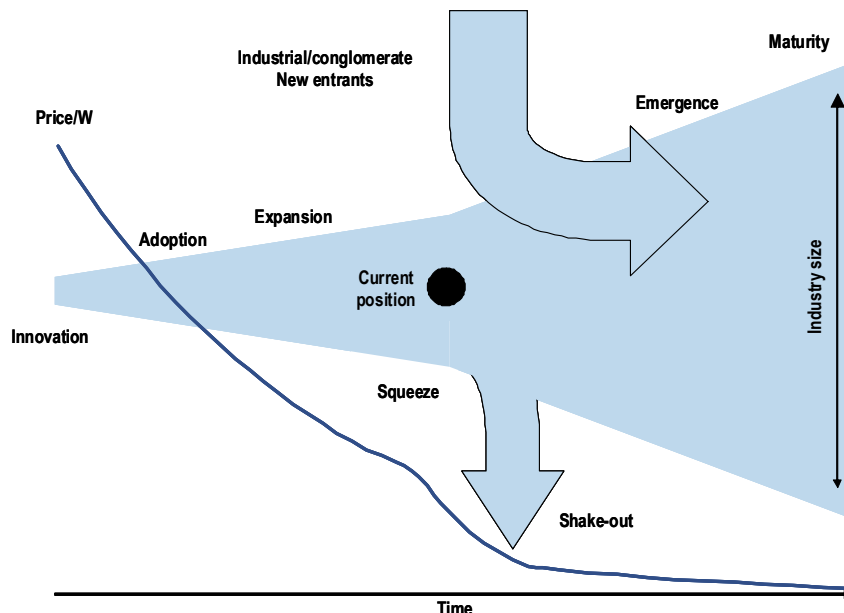 Maturity
Industrial/conglomerate
New entrants
Emergence
Price/W
Expansion
Adoption
Current
position
Industry size
Innovation
Squeeze
Shake-out
Time